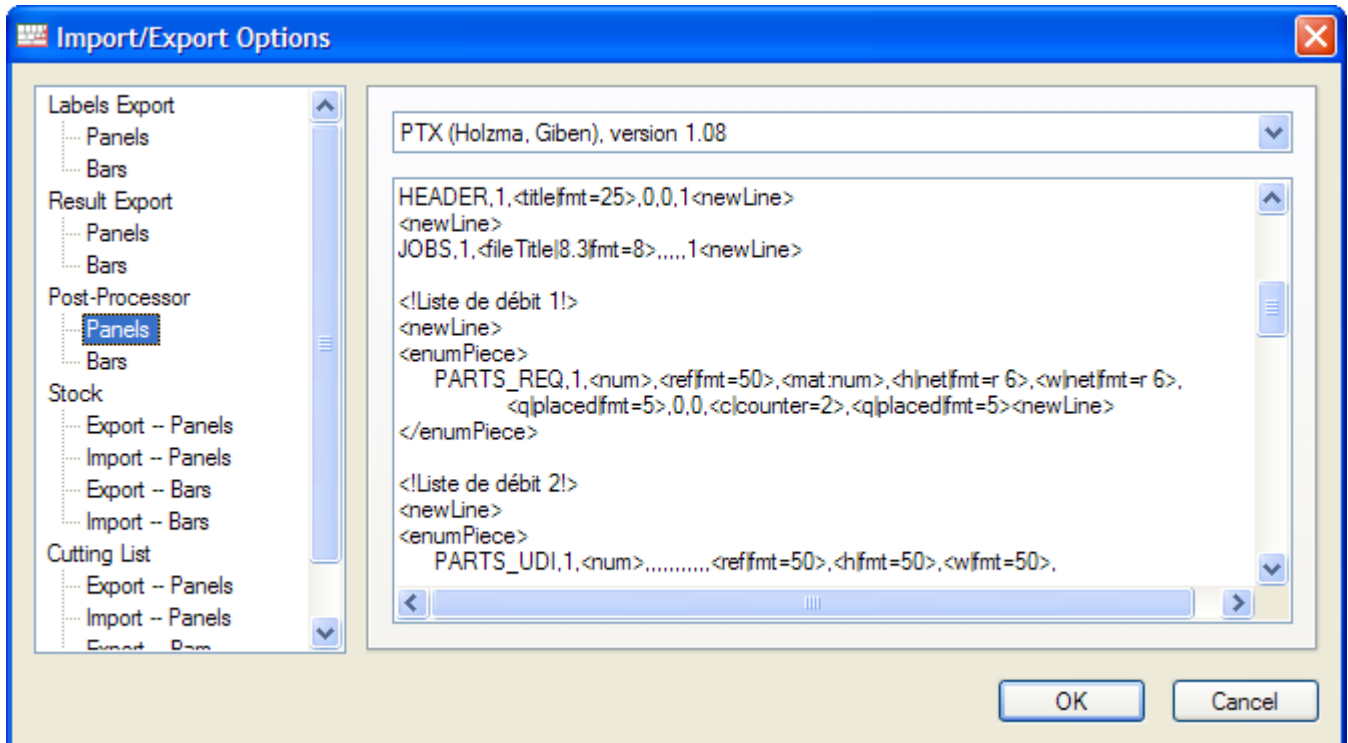 Import/Export Options
Labels Export
Panels
Bars
Result Export
Panels
Bars
Post-Processor
Panels
Bars
Stock
Export -- Panels
Import -- Panels
Export -- Bars
Import -- Bars
Cutting List
Export -- Panels
Import -- Panels
Export -- Bars
PTX (Holzma, Giben), version 1.08
HEADER,1,<title|fmt=25>,0,0,1<newLine>
<newLine>
JOBS,1,<fileTitle|8.3|fmt=8>,,,,,1<newLine>
<!Liste de débit 1!>
<newLine>
<enumPiece>
PARTS_REQ,1,<num>,<ref|fmt=50>,<mat:num>,<h|net|fmt=r 6>,<w|net|fmt=r 6>,
<q|placed|fmt=5>,0,0,<c|counter=2>,<q|placed|fmt=5><newLine>
</enumPiece>
<!Liste de débit 2!>
<newLine>
<enumPiece>
PARTS_UDI,1,<num>,,,,,,,,,,,<ref|fmt=50>,<h|fmt=50>,<w|fmt=50>,
OK
Cancel